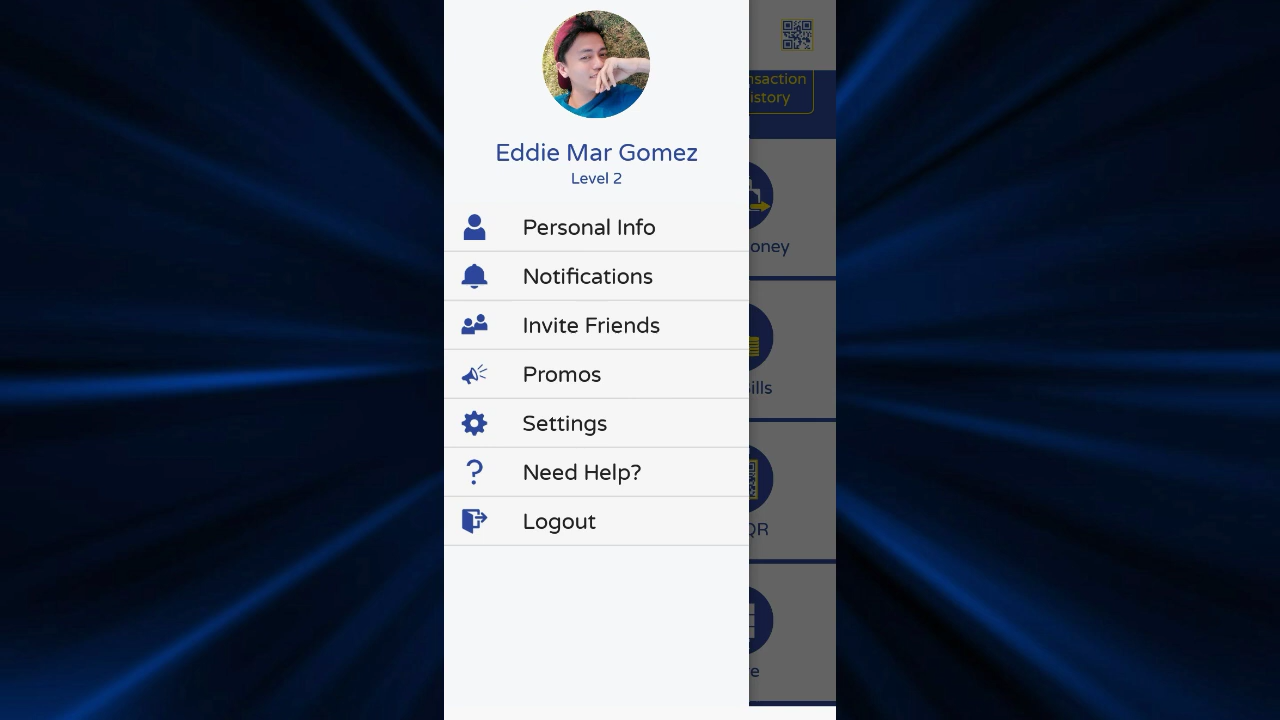 Eddie Mar Gomez
Level 2
Personal Info
Notifications
Invite Friends
Promos
Settings
Need Help?
Logout